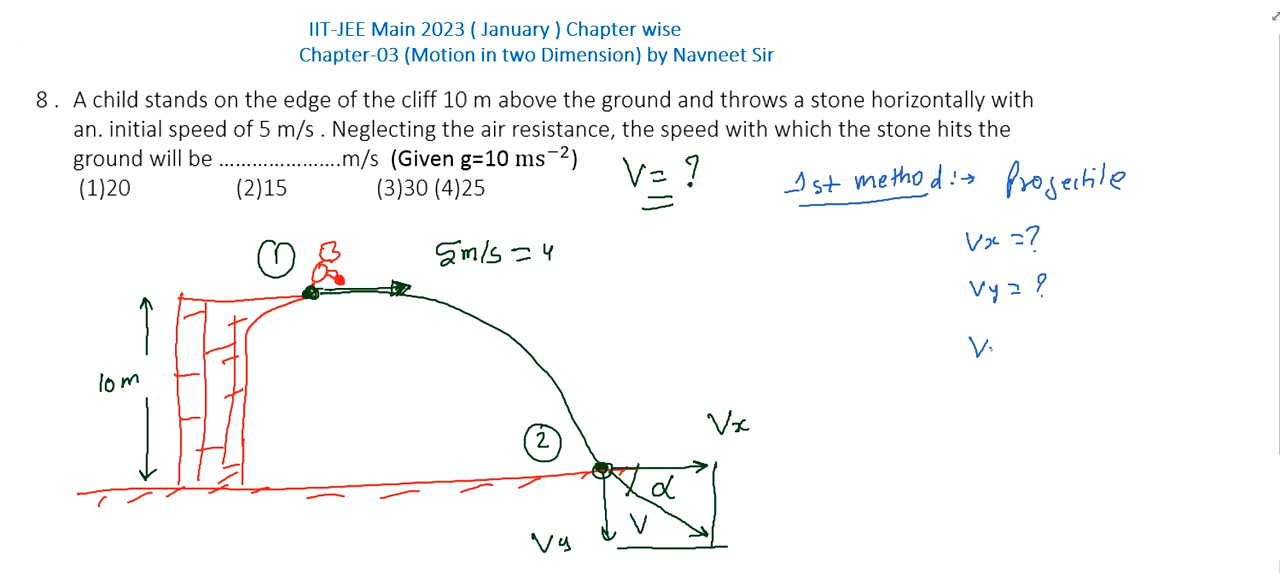 IIT-JEE Main 2023 ( January ) Chapter wise
Chapter-03 (Motion in two Dimension) by Navneet Sir
8 . A child stands on the edge of the cliff 10 m above the ground and throws a stone horizontally with
an. initial speed of 5 m/s . Neglecting the air resistance, the speed with which the stone hits the
ground will be .......................m/s (Given g=10 ms⁻²)
(1)20 (2)15 (3)30 (4)25
V = ?
1st method :→ Projectile
Vx = ?
Vy = ?
V
1
5m/s = u
10 m
2
Vx
α
V
Vy